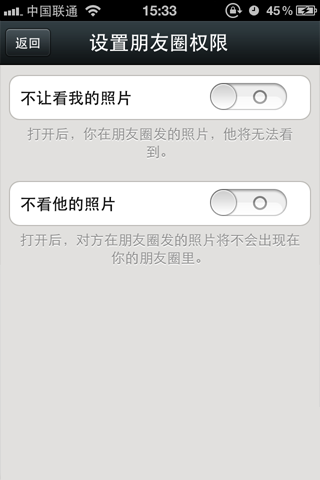 中国联通 15:33 45%
返回 设置朋友圈权限
不让看我的照片
打开后，你在朋友圈发的照片，他将无法看
到。
不看他的照片
打开后，对方在朋友圈发的照片将不会出现在
你的朋友圈里。